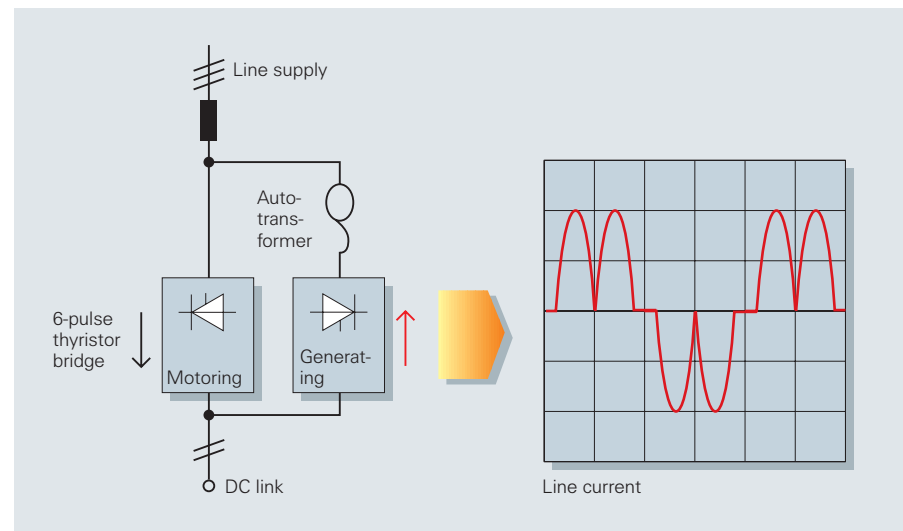 Line supply
Auto-
trans-
former
6-pulse
thyristor
bridge
Motoring
Generat-
ing
DC link
Line current